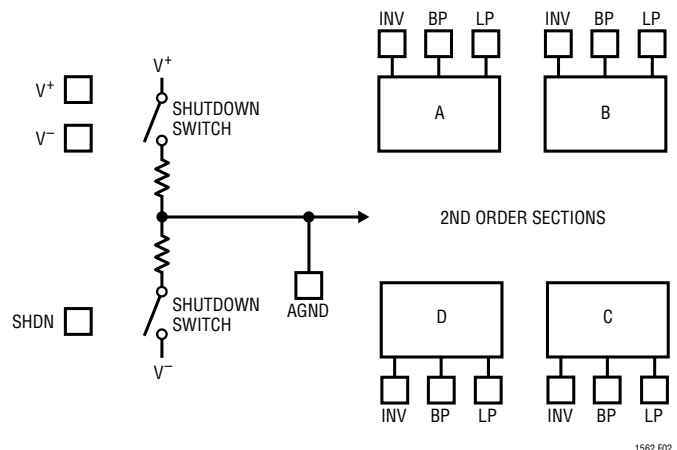 INV BP LP INV BP LP
V+
V+
SHUTDOWN
SWITCH
A B
V−
2ND ORDER SECTIONS
SHDN
SHUTDOWN
SWITCH
AGND
D C
V−
INV BP LP INV BP LP
1562 F02